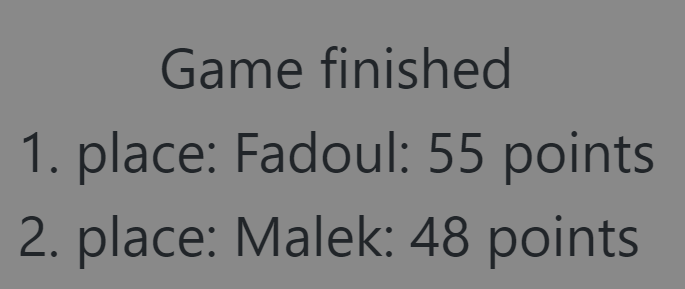 Game finished
1. place: Fadoul: 55 points
2. place: Malek: 48 points